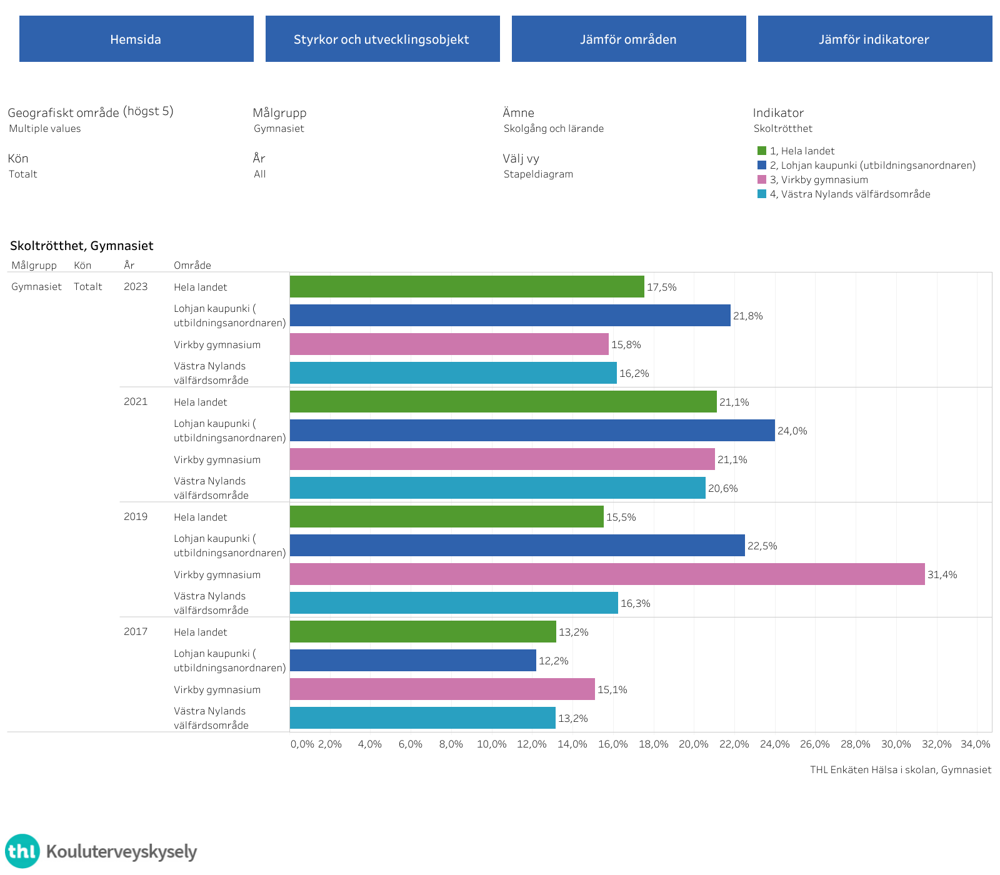 Hemsida
Styrkor och utvecklingsobjekt
Jämför områden
Jämför indikatorer
Geografiskt område (högst 5)
Multiple values
Målgrupp
Gymnasiet
Ämne
Skolgång och lärande
Indikator
Skoltrötthet
Kön
Totalt
År
All
Välj vy
Stapeldiagram
1, Hela landet
2, Lohjan kaupunki (utbildningsanordnaren)
3, Virkby gymnasium
4, Västra Nylands välfärdsområde
Skoltrötthet, Gymnasiet
Målgrupp Kön År Område
Gymnasiet Totalt 2023 Hela landet 17,5%
Lohjan kaupunki (
utbildningsanordnaren) 21,8%
Virkby gymnasium 15,8%
Västra Nylands
välfärdsområde 16,2%
2021 Hela landet 21,1%
Lohjan kaupunki (
utbildningsanordnaren) 24,0%
Virkby gymnasium 21,1%
Västra Nylands
välfärdsområde 20,6%
2019 Hela landet 15,5%
Lohjan kaupunki (
utbildningsanordnaren) 22,5%
Virkby gymnasium 31,4%
Västra Nylands
välfärdsområde 16,3%
2017 Hela landet 13,2%
Lohjan kaupunki (
utbildningsanordnaren) 12,2%
Virkby gymnasium 15,1%
Västra Nylands
välfärdsområde 13,2%
0,0% 2,0% 4,0% 6,0% 8,0% 10,0% 12,0% 14,0% 16,0% 18,0% 20,0% 22,0% 24,0% 26,0% 28,0% 30,0% 32,0% 34,0%
THL Enkäten Hälsa i skolan, Gymnasiet
thl Kouluterveyskysely